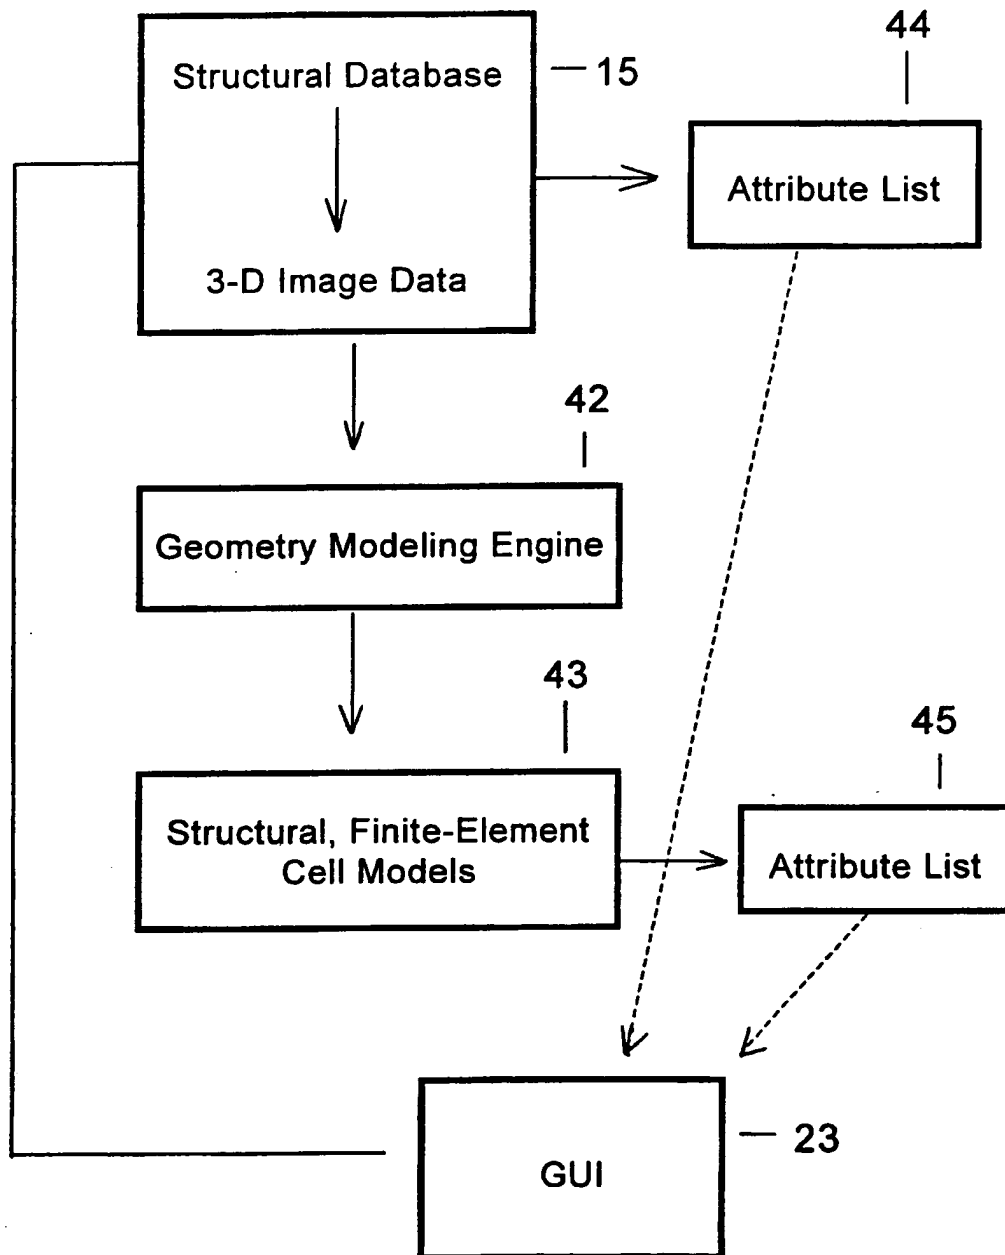 44
Structural Database
15
Attribute List
3-D Image Data
42
Geometry Modeling Engine
43
45
Structural, Finite-Element
Cell Models
Attribute List
23
GUI